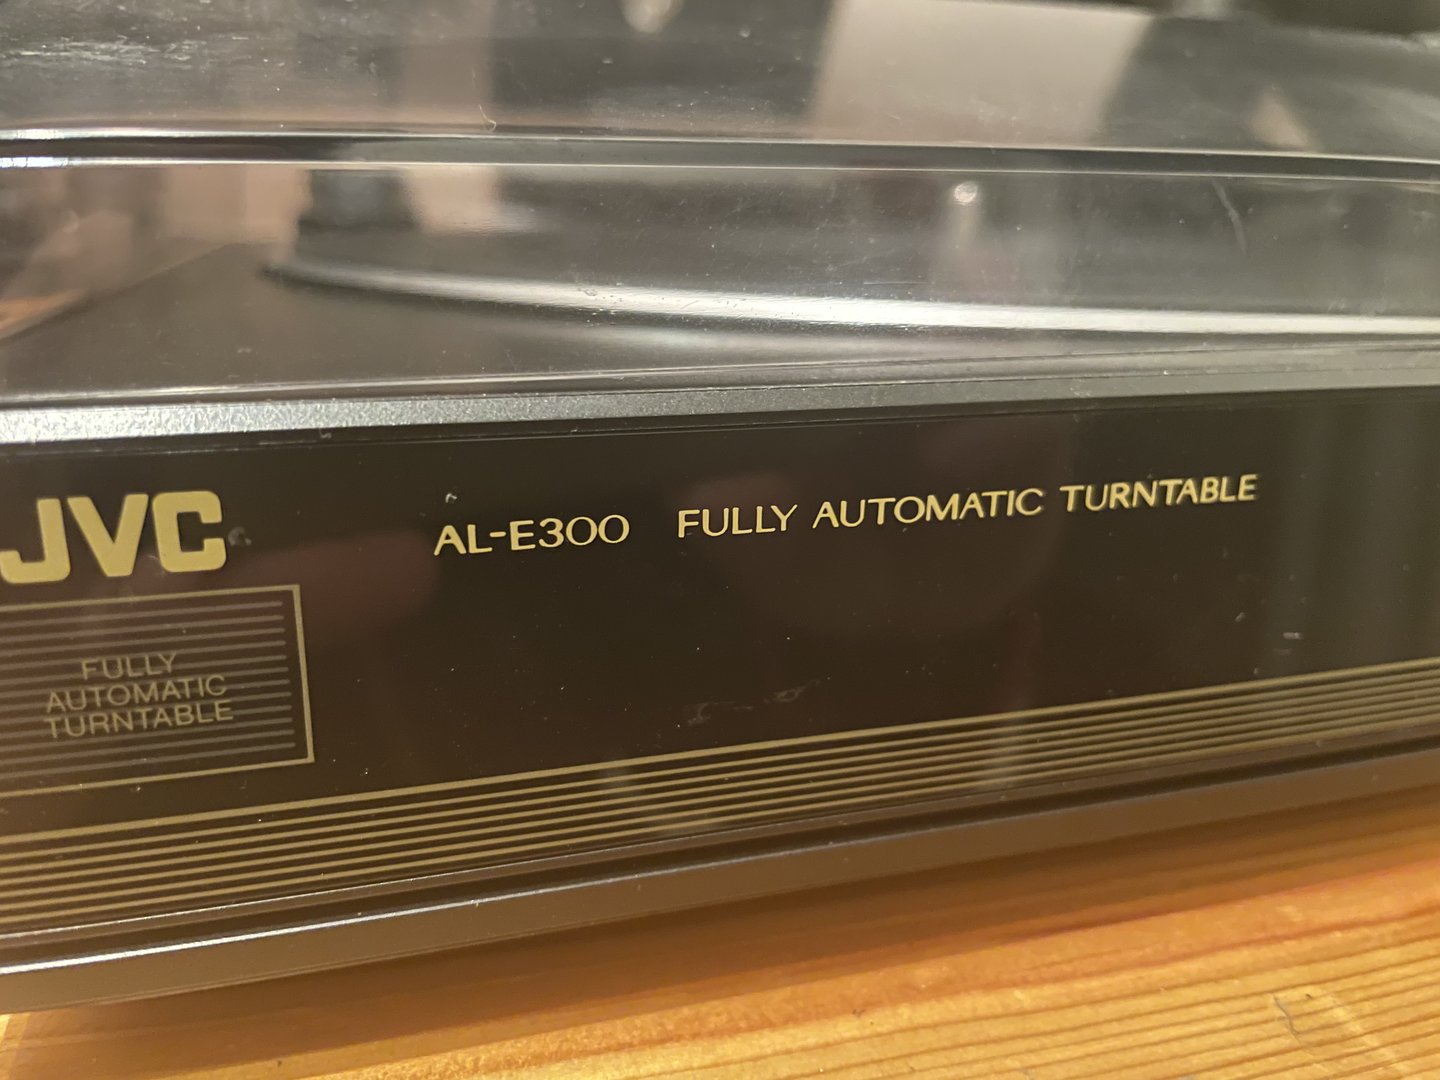 JVC
AL-E300 FULLY AUTOMATIC TURNTABLE
FULLY
AUTOMATIC
TURNTABLE